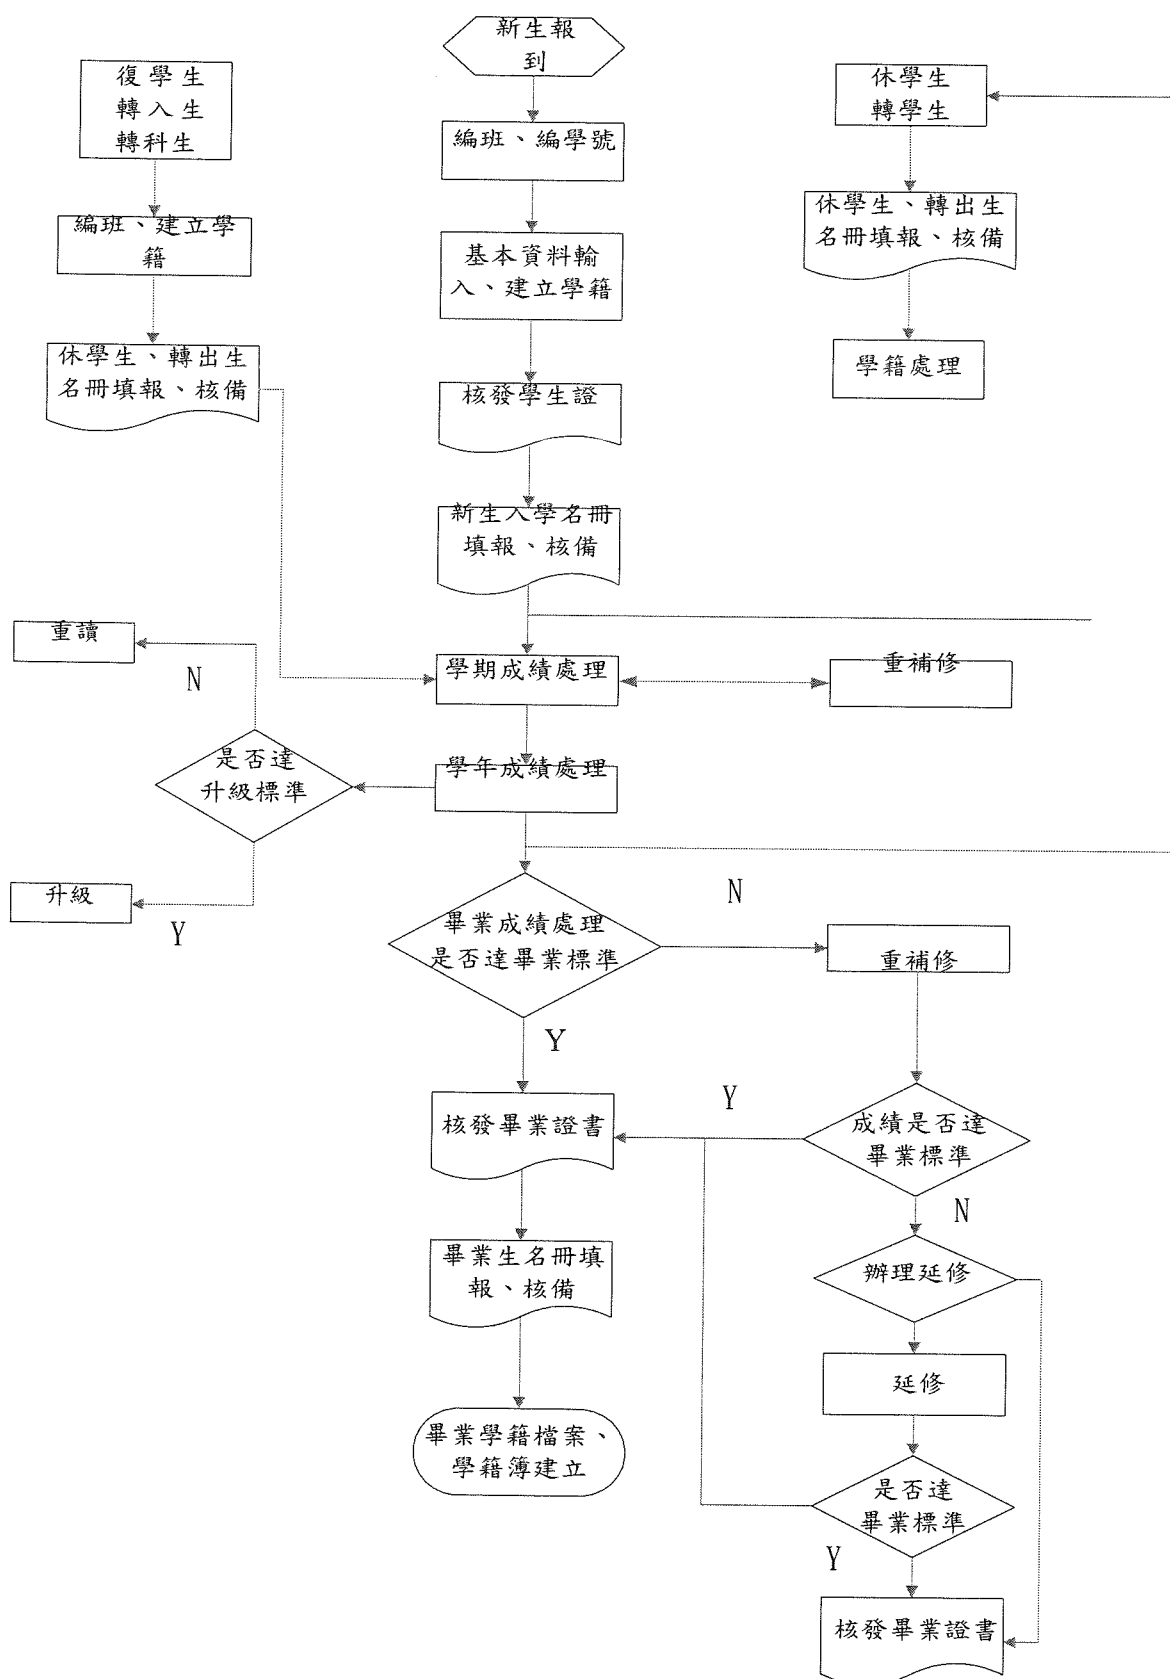 新生報
到
復學生
轉入生
轉科生
休學生
轉學生
編班、編學號
編班、建立學
籍
基本資料輸
入、建立學籍
休學生、轉出生
名冊填報、核備
休學生、轉出生
名冊填報、核備
核發學生證
學籍處理
新生入學名冊
填報、核備
重讀
N
學期成績處理
重補修
是否達
升級標準
學年成績處理
升級
Y
畢業成績處理
是否達畢業標準
N
重補修
Y
核發畢業證書
Y
成績是否達
畢業標準
N
畢業生名冊填
報、核備
辦理延修
延修
畢業學籍檔案、
學籍簿建立
是否達
畢業標準
Y
核發畢業證書